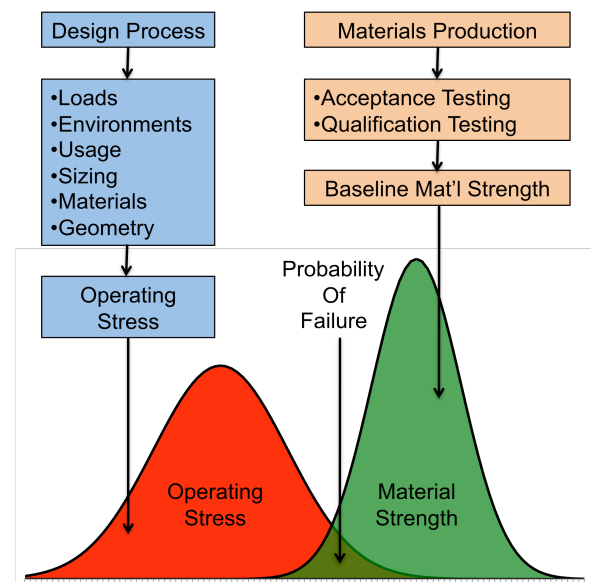 Design Process
•Loads
•Environments
•Usage
•Sizing
•Materials
•Geometry
Operating
Stress
Materials Production
•Acceptance Testing
•Qualification Testing
Baseline Mat'l Strength
Probability
Of
Failure
Operating
Stress
Material
Strength